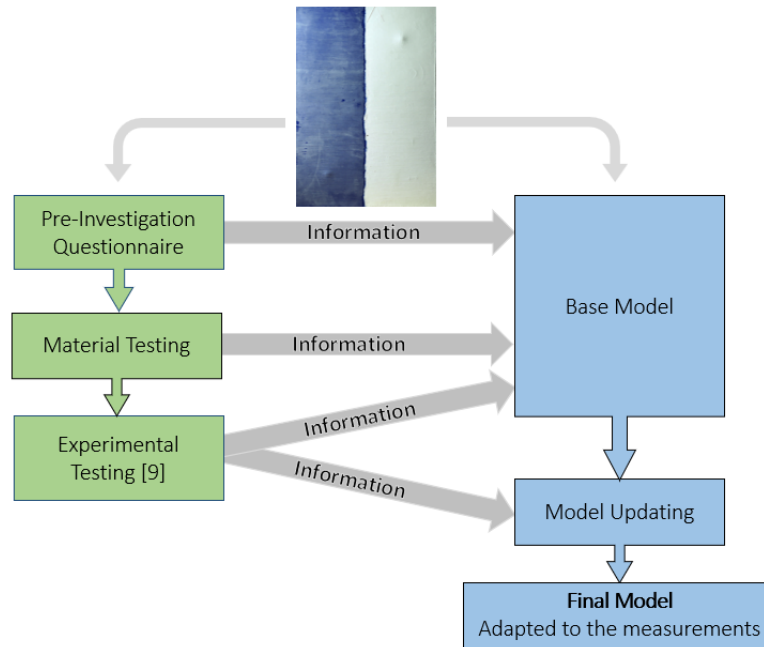 Pre-Investigation
Questionnaire
Information
Base Model
Material Testing
Information
Experimental
Testing [9]
Information
Information
Model Updating
Final Model
Adapted to the measurements